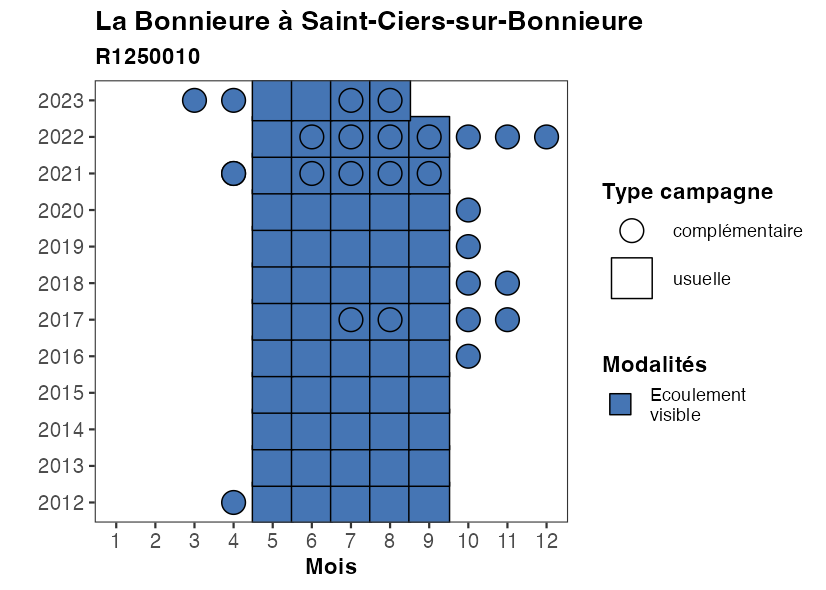 La Bonnieure à Saint-Ciers-sur-Bonnieure
R1250010
2023
2022
2021
2020
2019
2018
2017
2016
2015
2014
2013
2012
1 2 3 4 5 6 7 8 9 10 11 12
Mois
Type campagne
complémentaire
usuelle
Modalités
Ecoulement
visible